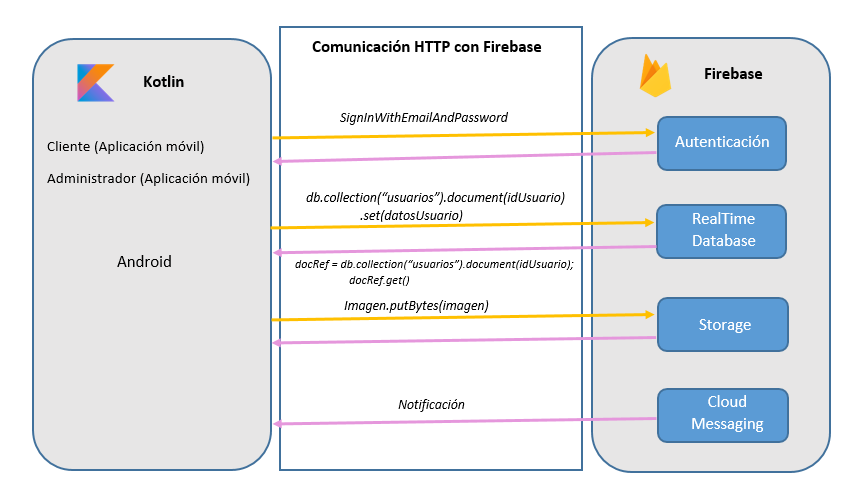 Comunicación HTTP con Firebase
Kotlin
Firebase
SignInWithEmailAndPassword
Autenticación
Cliente (Aplicación móvil)
Administrador (Aplicación móvil)
db.collection(“usuarios”).document(idUsuario)
.set(datosUsuario)
RealTime
Database
Android
docRef = db.collection(“usuarios”).document(idUsuario);
docRef.get()
Imagen.putBytes(imagen)
Storage
Notificación
Cloud
Messaging